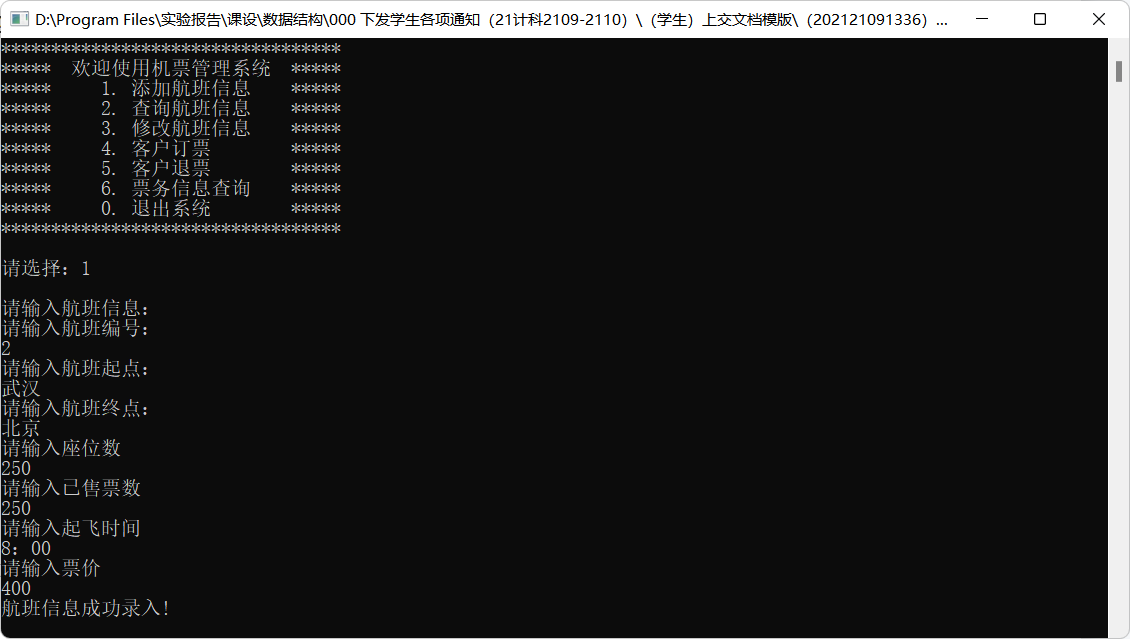 D:\Program Files\实验报告\课设\数据结构\000 下发学生各项通知（21计科2109-2110）\（学生）上交文档模版\（202121091336）...
**********************************
*****  欢迎使用机票管理系统  *****
*****     1. 添加航班信息    *****
*****     2. 查询航班信息    *****
*****     3. 修改航班信息    *****
*****     4. 客户订票        *****
*****     5. 客户退票        *****
*****     6. 票务信息查询    *****
*****     0. 退出系统        *****
**********************************
请选择：1
请输入航班信息：
请输入航班编号：
2
请输入航班起点：
武汉
请输入航班终点：
北京
请输入座位数
250
请输入已售票数
250
请输入起飞时间
8：00
请输入票价
400
航班信息成功录入!